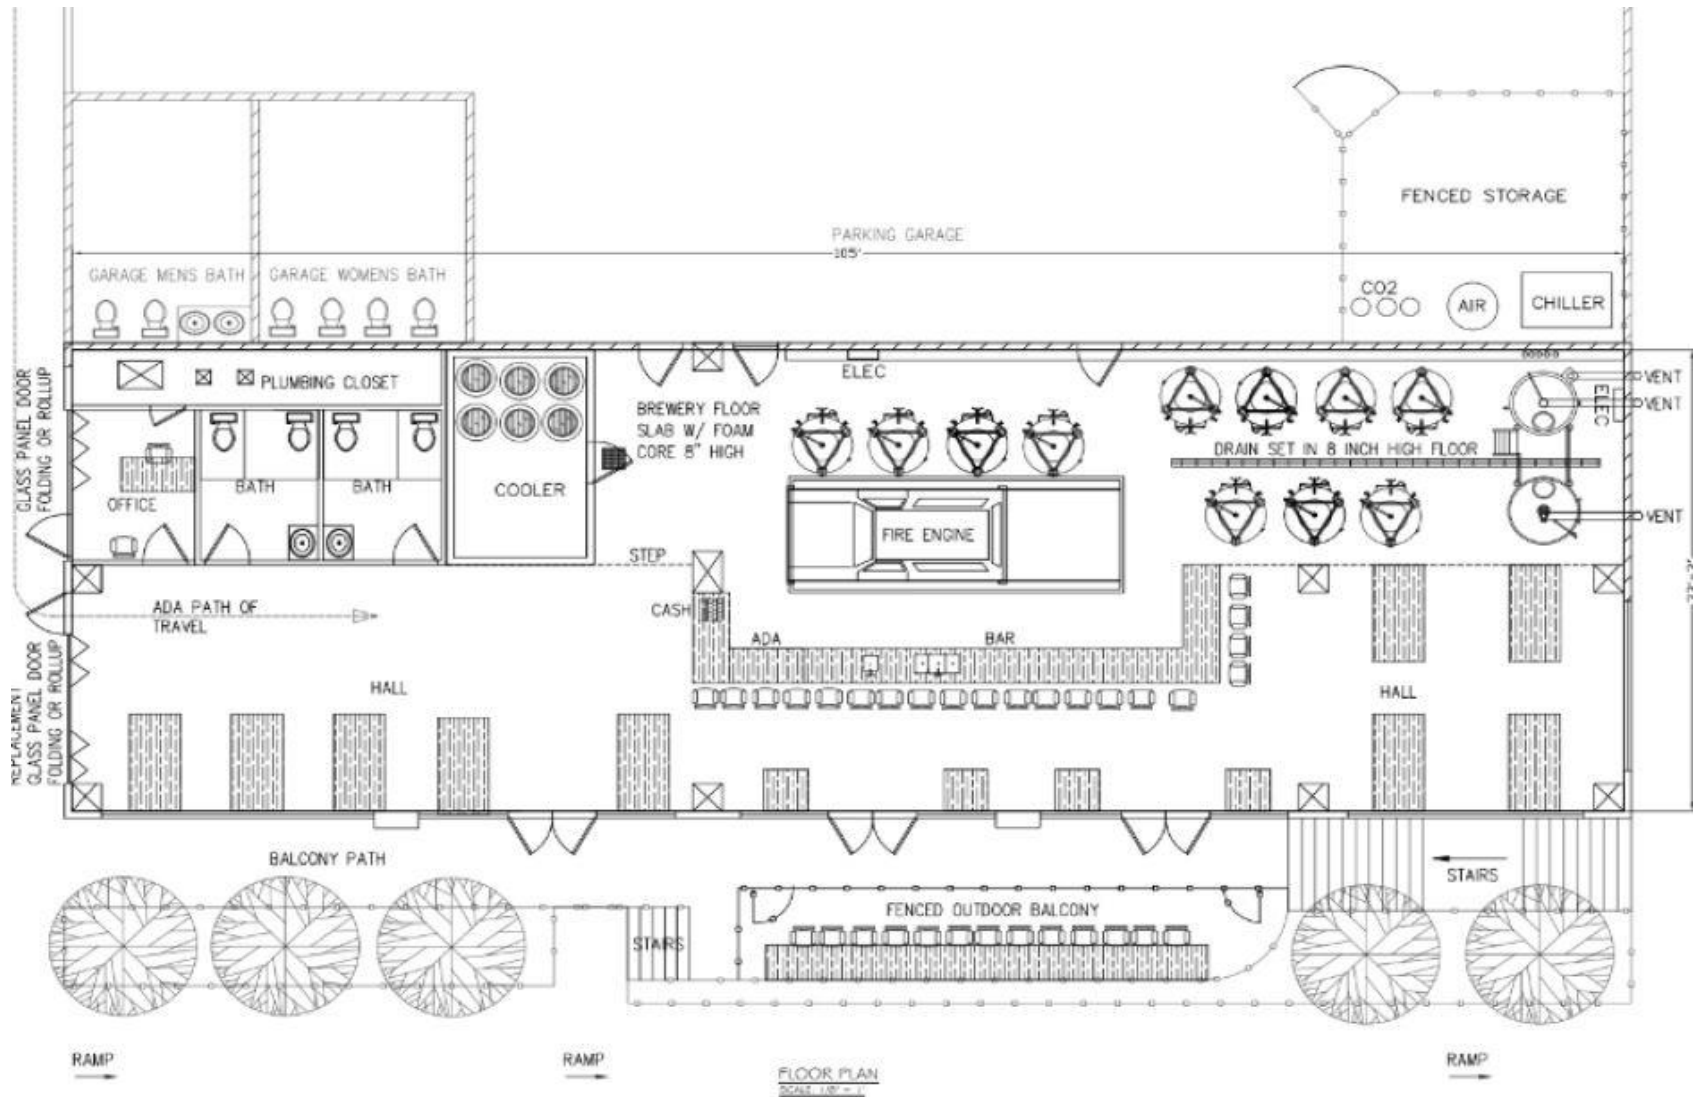 FENCED STORAGE
PARKING GARAGE
105'
GARAGE MENS BATH
GARAGE WOMENS BATH
CO2
AIR
CHILLER
GLASS PANEL DOOR
FOLDING OR ROLLUP
PLUMBING CLOSET
ELEC
VENT
VENT
ELEC
BREWERY FLOOR
SLAB W/ FOAM
CORE 8" HIGH
DRAIN SET IN 8 INCH HIGH FLOOR
OFFICE
BATH
BATH
COOLER
VENT
FIRE ENGINE
STEP
ADA PATH OF
TRAVEL
CASH
ADA
BAR
REPLACEMENT
GLASS PANEL DOOR
FOLDING OR ROLLUP
HALL
HALL
BALCONY PATH
STAIRS
FENCED OUTDOOR BALCONY
STAIRS
RAMP
RAMP
RAMP
FLOOR PLAN
SCALE: 1/8" = 1'